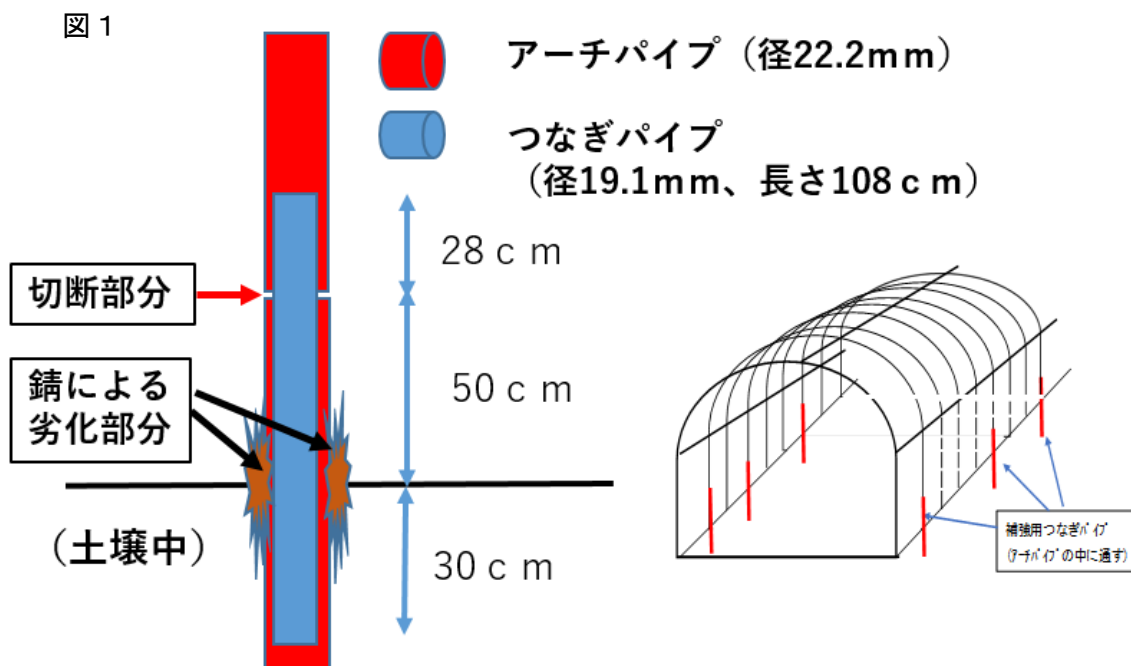 図1
アーチパイプ（径22.2mm）
つなぎパイプ
（径19.1mm、長さ108cm）
28cm
切断部分
錆による
劣化部分
50cm
（土壌中）
30cm
補強用つなぎﾊﾟｲﾌﾟ
(ｱｰﾁﾊﾟｲﾌﾟの中に通す)